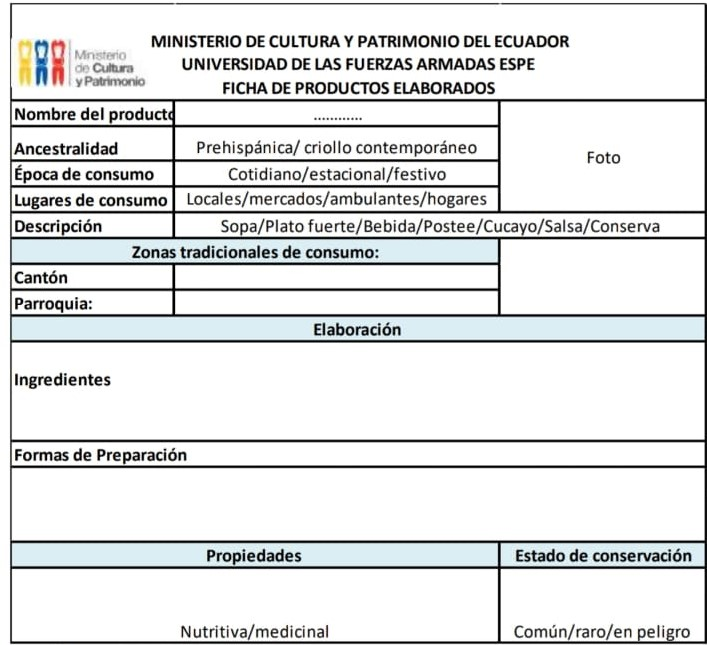 Ministerio
de Cultura
y Patrimonio
MINISTERIO DE CULTURA Y PATRIMONIO DEL ECUADOR
UNIVERSIDAD DE LAS FUERZAS ARMADAS ESPE
FICHA DE PRODUCTOS ELABORADOS
Nombre del producto ............
Ancestralidad Prehispánica/ criollo contemporáneo
Foto
Época de consumo Cotidiano/estacional/festivo
Lugares de consumo Locales/mercados/ambulantes/hogares
Descripción Sopa/Plato fuerte/Bebida/Postee/Cucayo/Salsa/Conserva
Zonas tradicionales de consumo:
Cantón
Parroquia:
Elaboración
Ingredientes
Formas de Preparación
Propiedades Estado de conservación
Nutritiva/medicinal Común/raro/en peligro